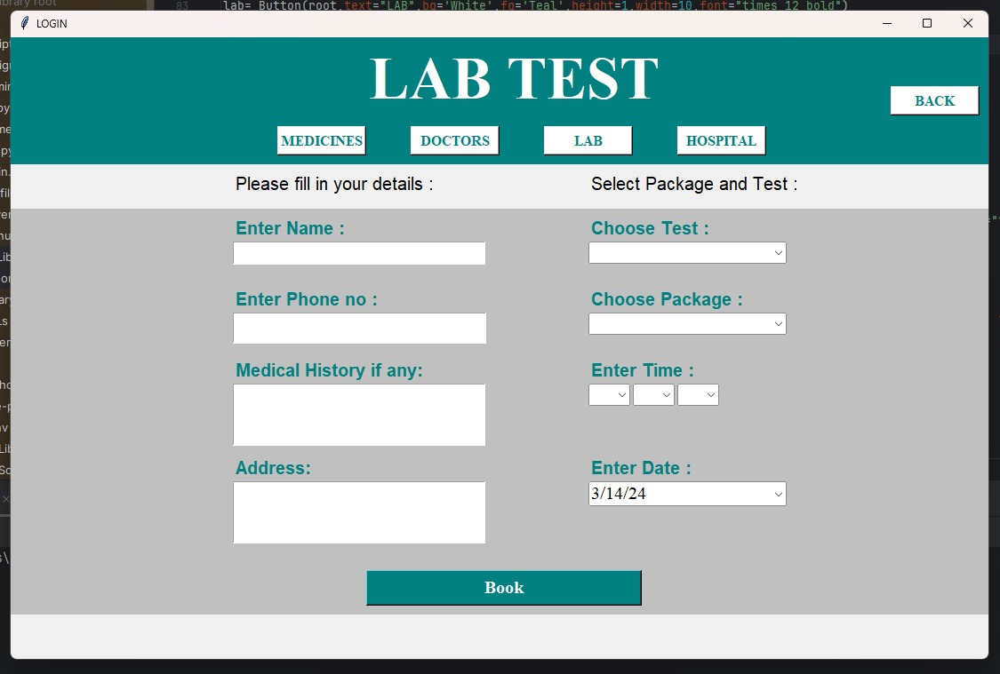 83 lab= Button(root,text="LAB",bg='White',fg='Teal',height=1,width=10,font="times 12 bold")
LOGIN
LAB TEST
BACK
MEDICINES DOCTORS LAB HOSPITAL
Please fill in your details : Select Package and Test :
Enter Name : Choose Test :
Enter Phone no : Choose Package :
Medical History if any: Enter Time :
Address: Enter Date :
3/14/24
Book